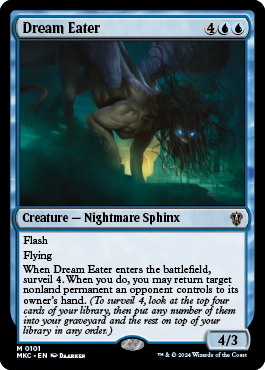 Dream Eater 4
Creature — Nightmare Sphinx
Flash
Flying
When Dream Eater enters the battlefield,
surveil 4. When you do, you may return target
nonland permanent an opponent controls to its
owner's hand. (To surveil 4, look at the top four
cards of your library, then put any number of them
into your graveyard and the rest on top of your
library in any order.)
4/3
M 0101
MKC • EN Daarken
™ & © 2024 Wizards of the Coast